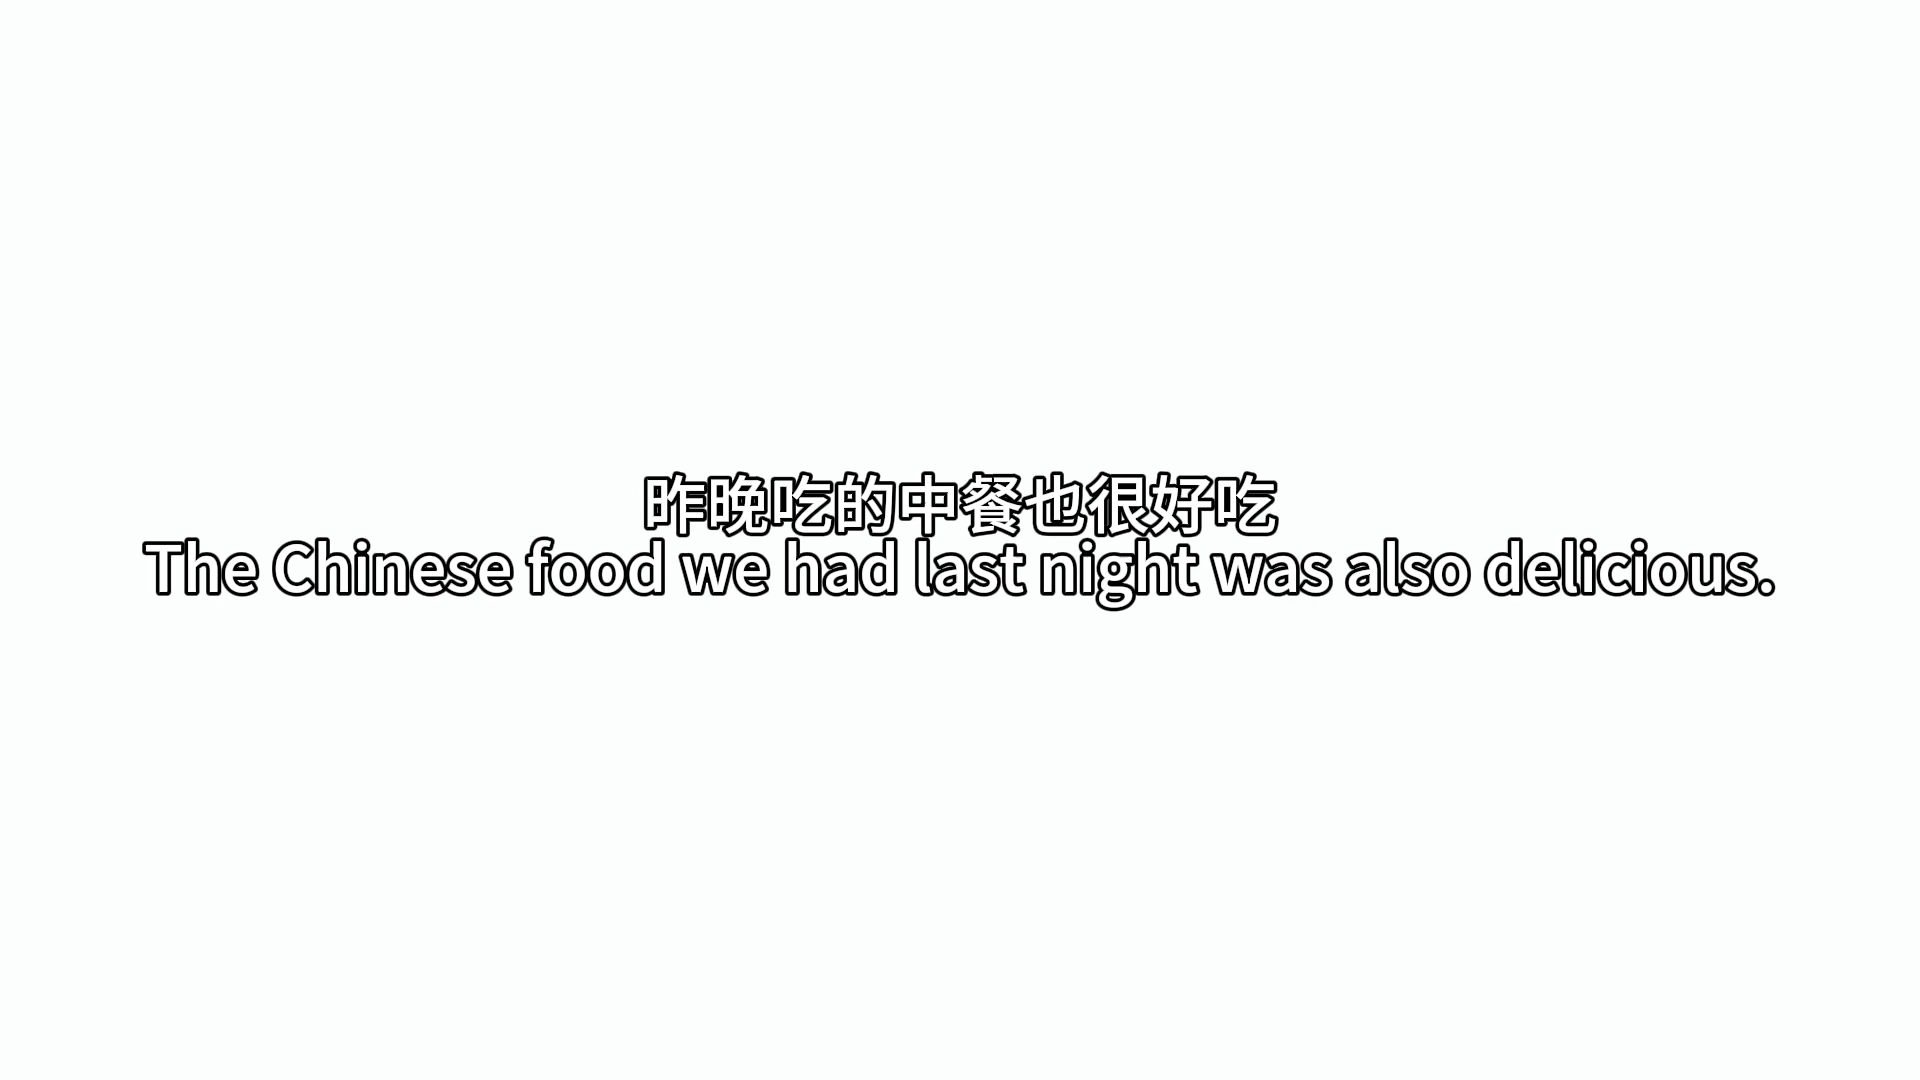 昨晚吃的中餐也很好吃
The Chinese food we had last night was also delicious.